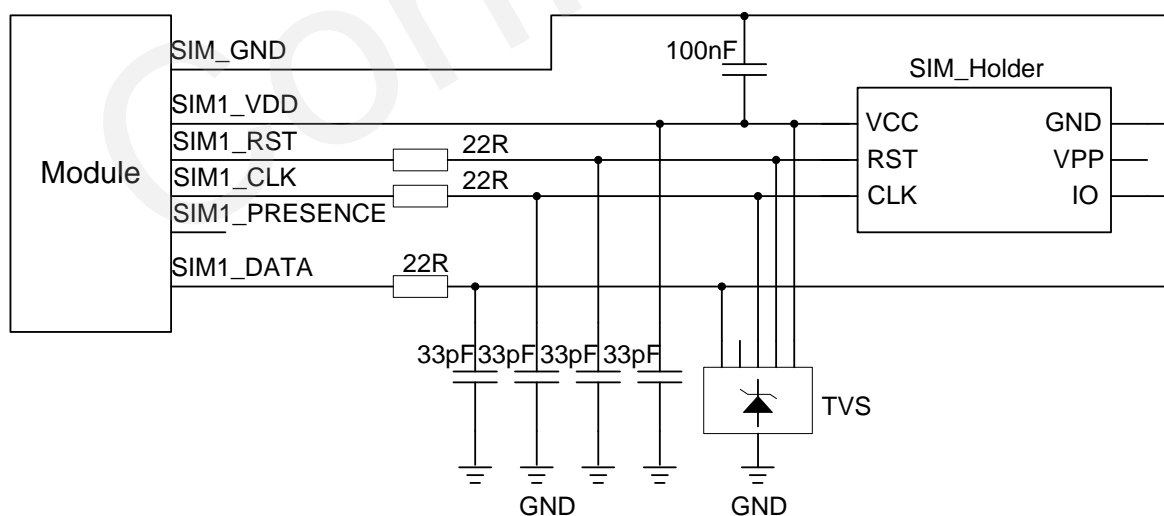 Com
SIM_GND
100nF
SIM_Holder
SIM1_VDD
VCC GND
SIM1_RST
22R
RST VPP
Module
SIM1_CLK
22R
CLK IO
SIM1_PRESENCE
SIM1_DATA
22R
33pF 33pF 33pF 33pF
TVS
GND GND